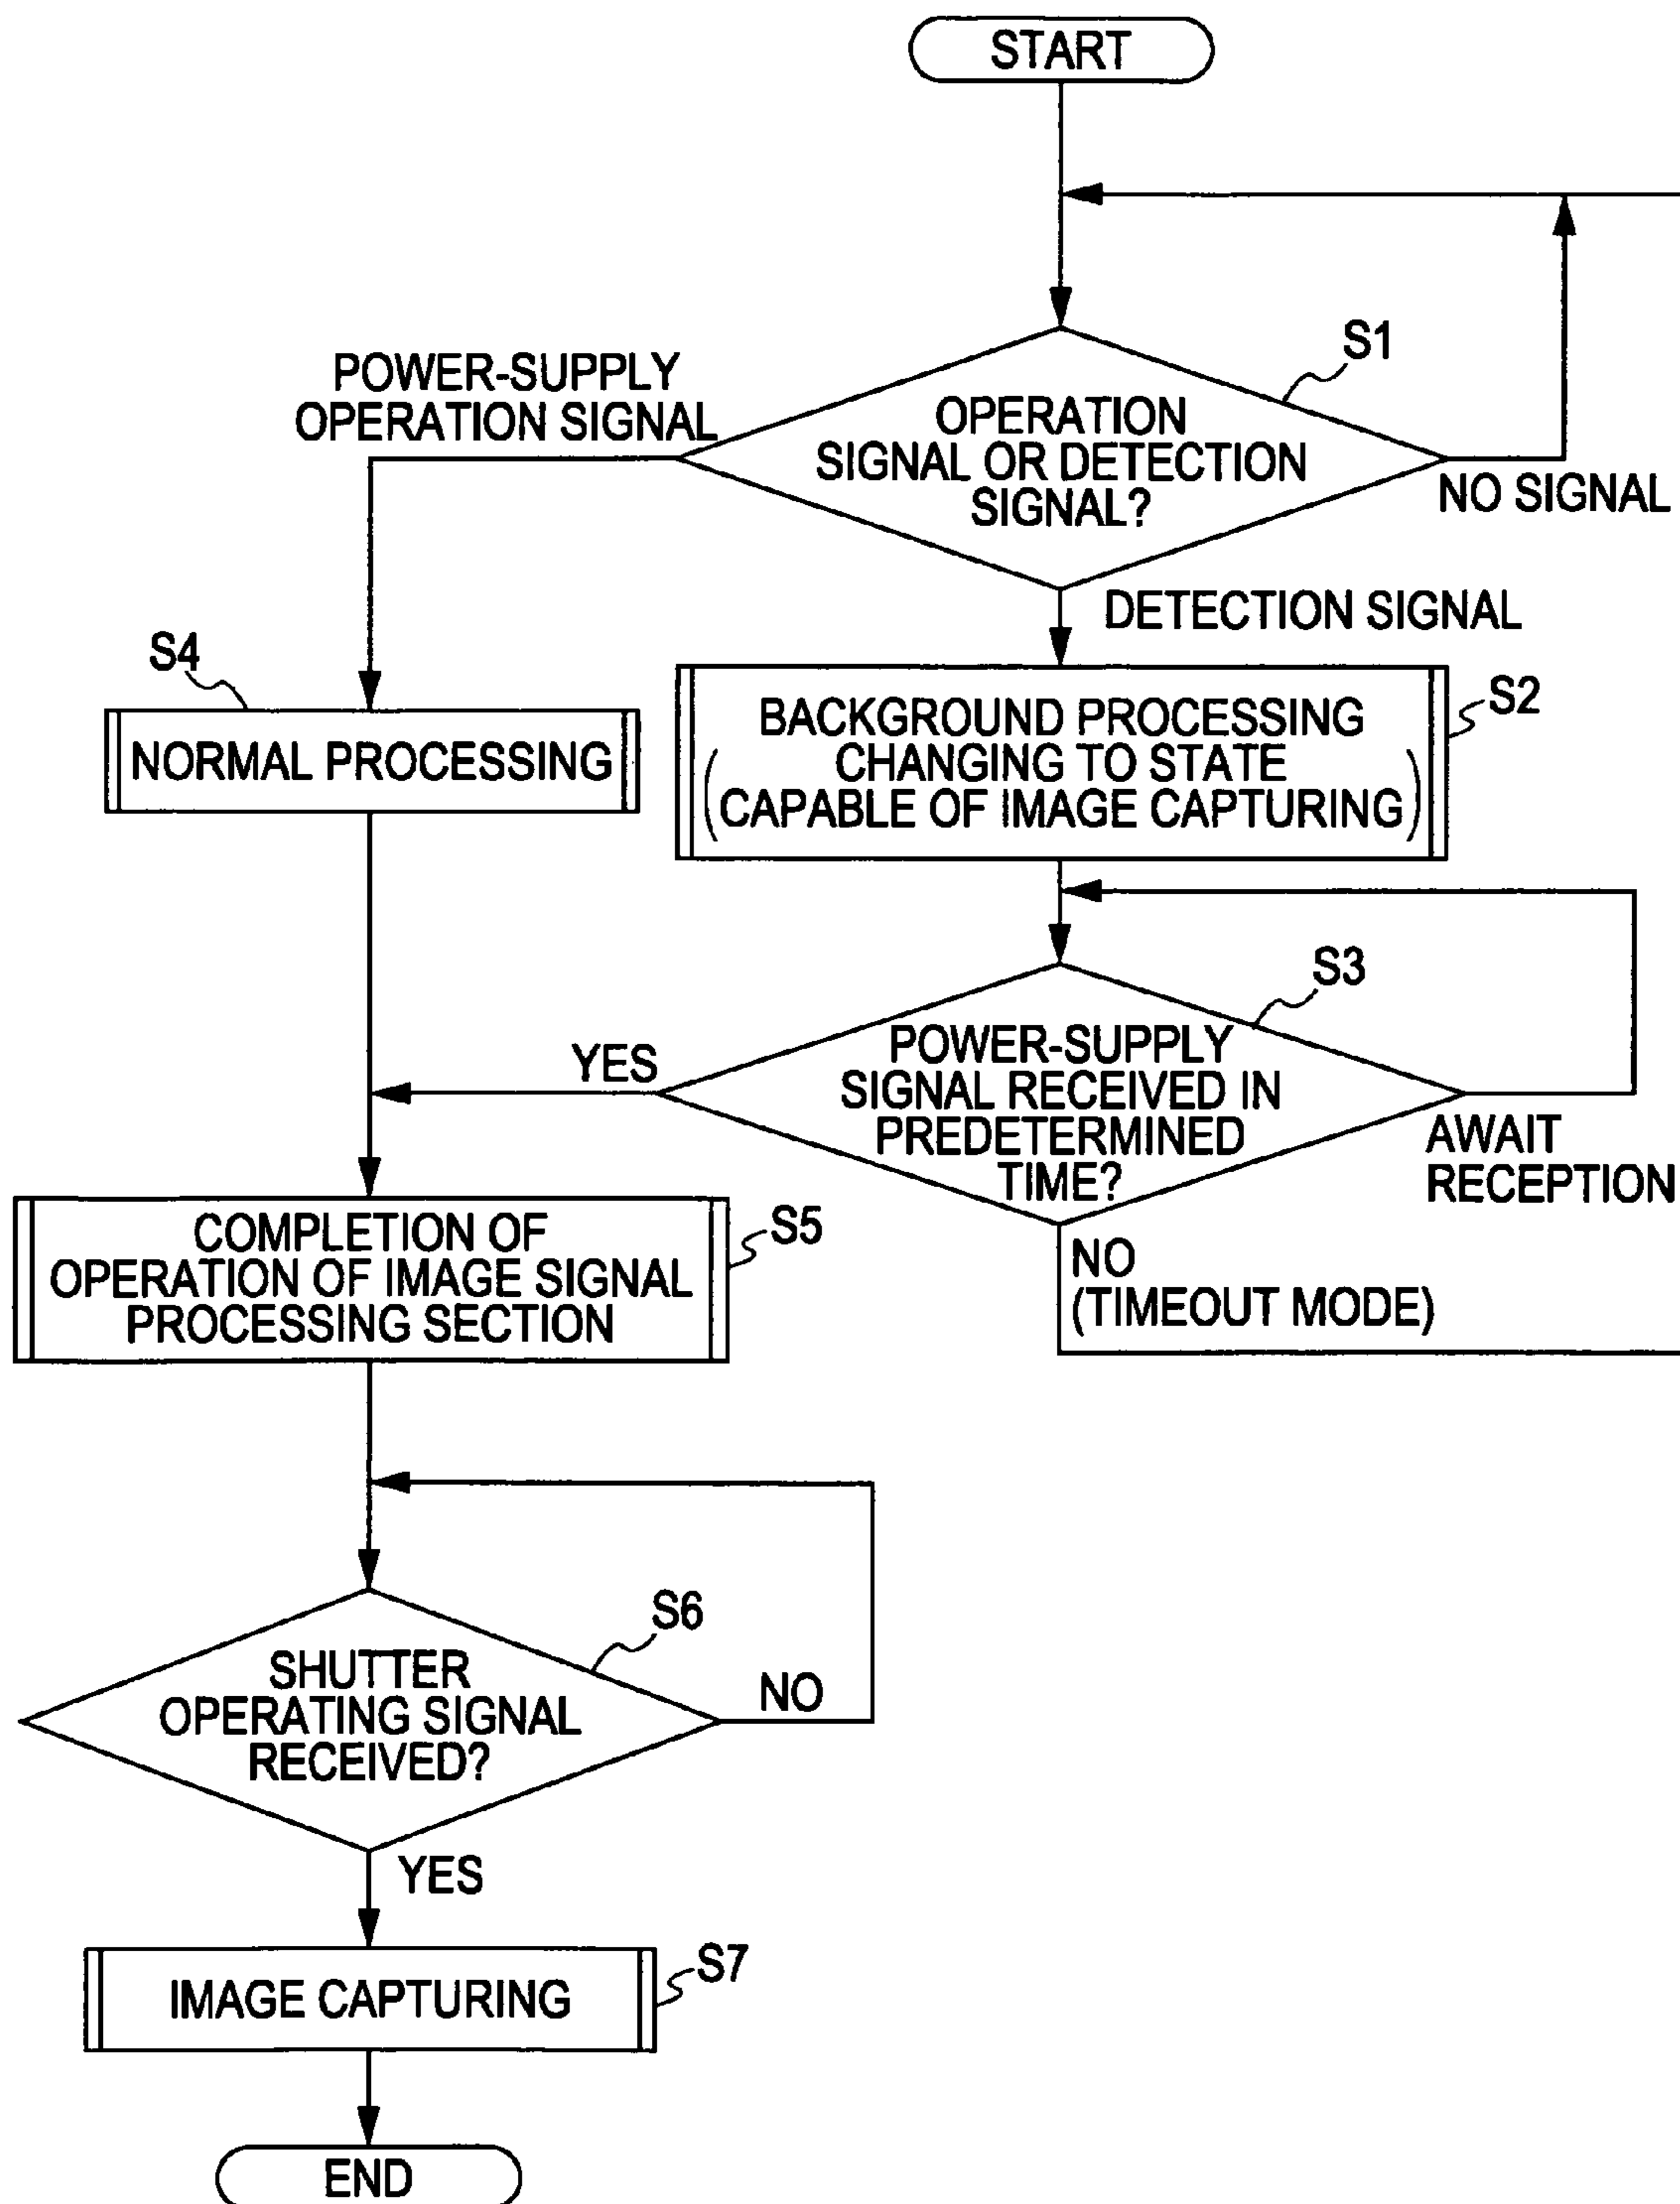 START
S1
POWER-SUPPLY
OPERATION SIGNAL
OPERATION
SIGNAL OR DETECTION
SIGNAL?
NO SIGNAL
DETECTION SIGNAL
S4
NORMAL PROCESSING
S2
BACKGROUND PROCESSING
(CHANGING TO STATE
CAPABLE OF IMAGE CAPTURING)
S3
YES
POWER-SUPPLY
SIGNAL RECEIVED IN
PREDETERMINED
TIME?
AWAIT
RECEPTION
NO
(TIMEOUT MODE)
S5
COMPLETION OF
OPERATION OF IMAGE SIGNAL
PROCESSING SECTION
S6
SHUTTER
OPERATING SIGNAL
RECEIVED?
NO
YES
S7
IMAGE CAPTURING
END